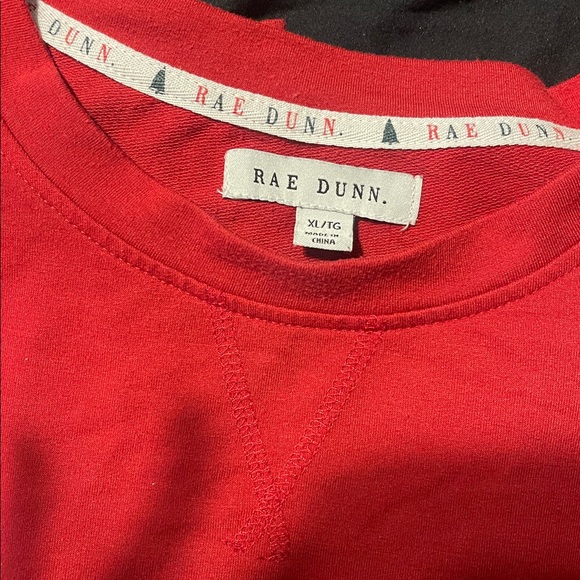 DUNN. RAE DUNN. RAE DUNN.
RAE DUNN.
XL/TG
MADE IN
CHINA